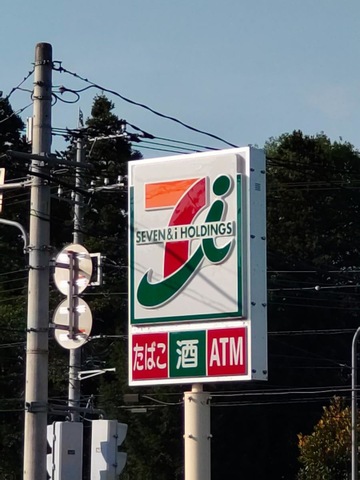 SEVEN & i HOLDINGS
たばこ 酒 ATM